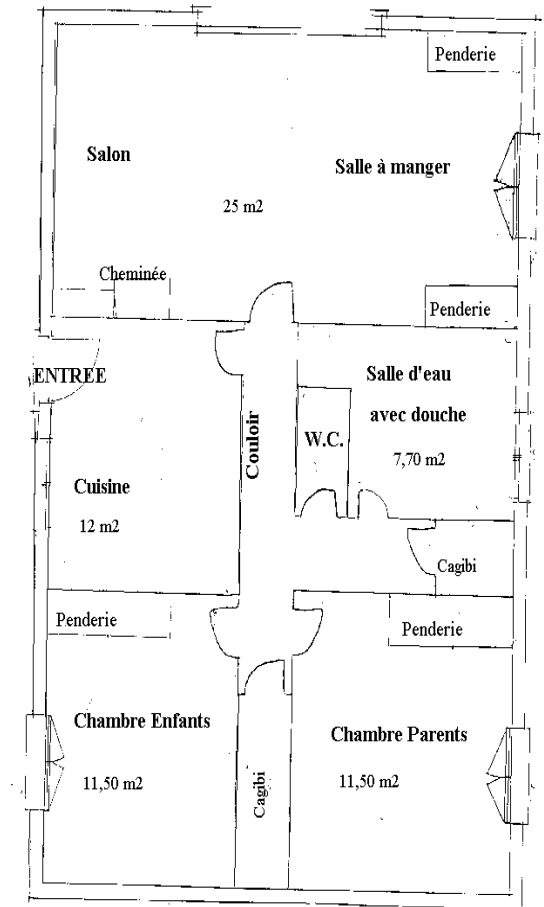 Penderie
Salon
Salle à manger
25 m2
Cheminée
Penderie
ENTREE
Salle d'eau
avec douche
7,70 m2
W.C.
Couloir
Cuisine
12 m2
Cagibi
Penderie
Penderie
Chambre Enfants
11,50 m2
Cagibi
Chambre Parents
11,50 m2